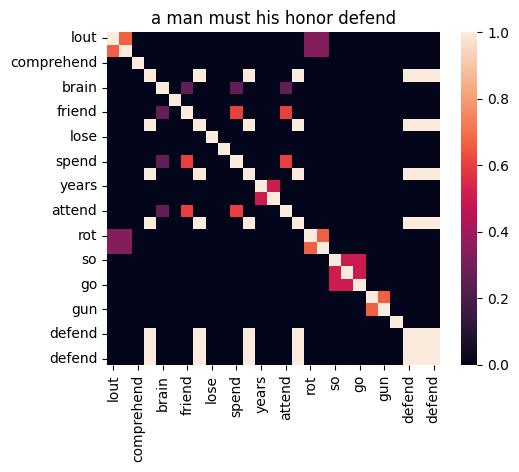 a man must his honor defend
lout
comprehend
brain
friend
lose
spend
years
attend
rot
so
go
gun
defend
defend
1.0
0.8
0.6
0.4
0.2
0.0
lout
comprehend
brain
friend
lose
spend
years
attend
rot
so
go
gun
defend
defend